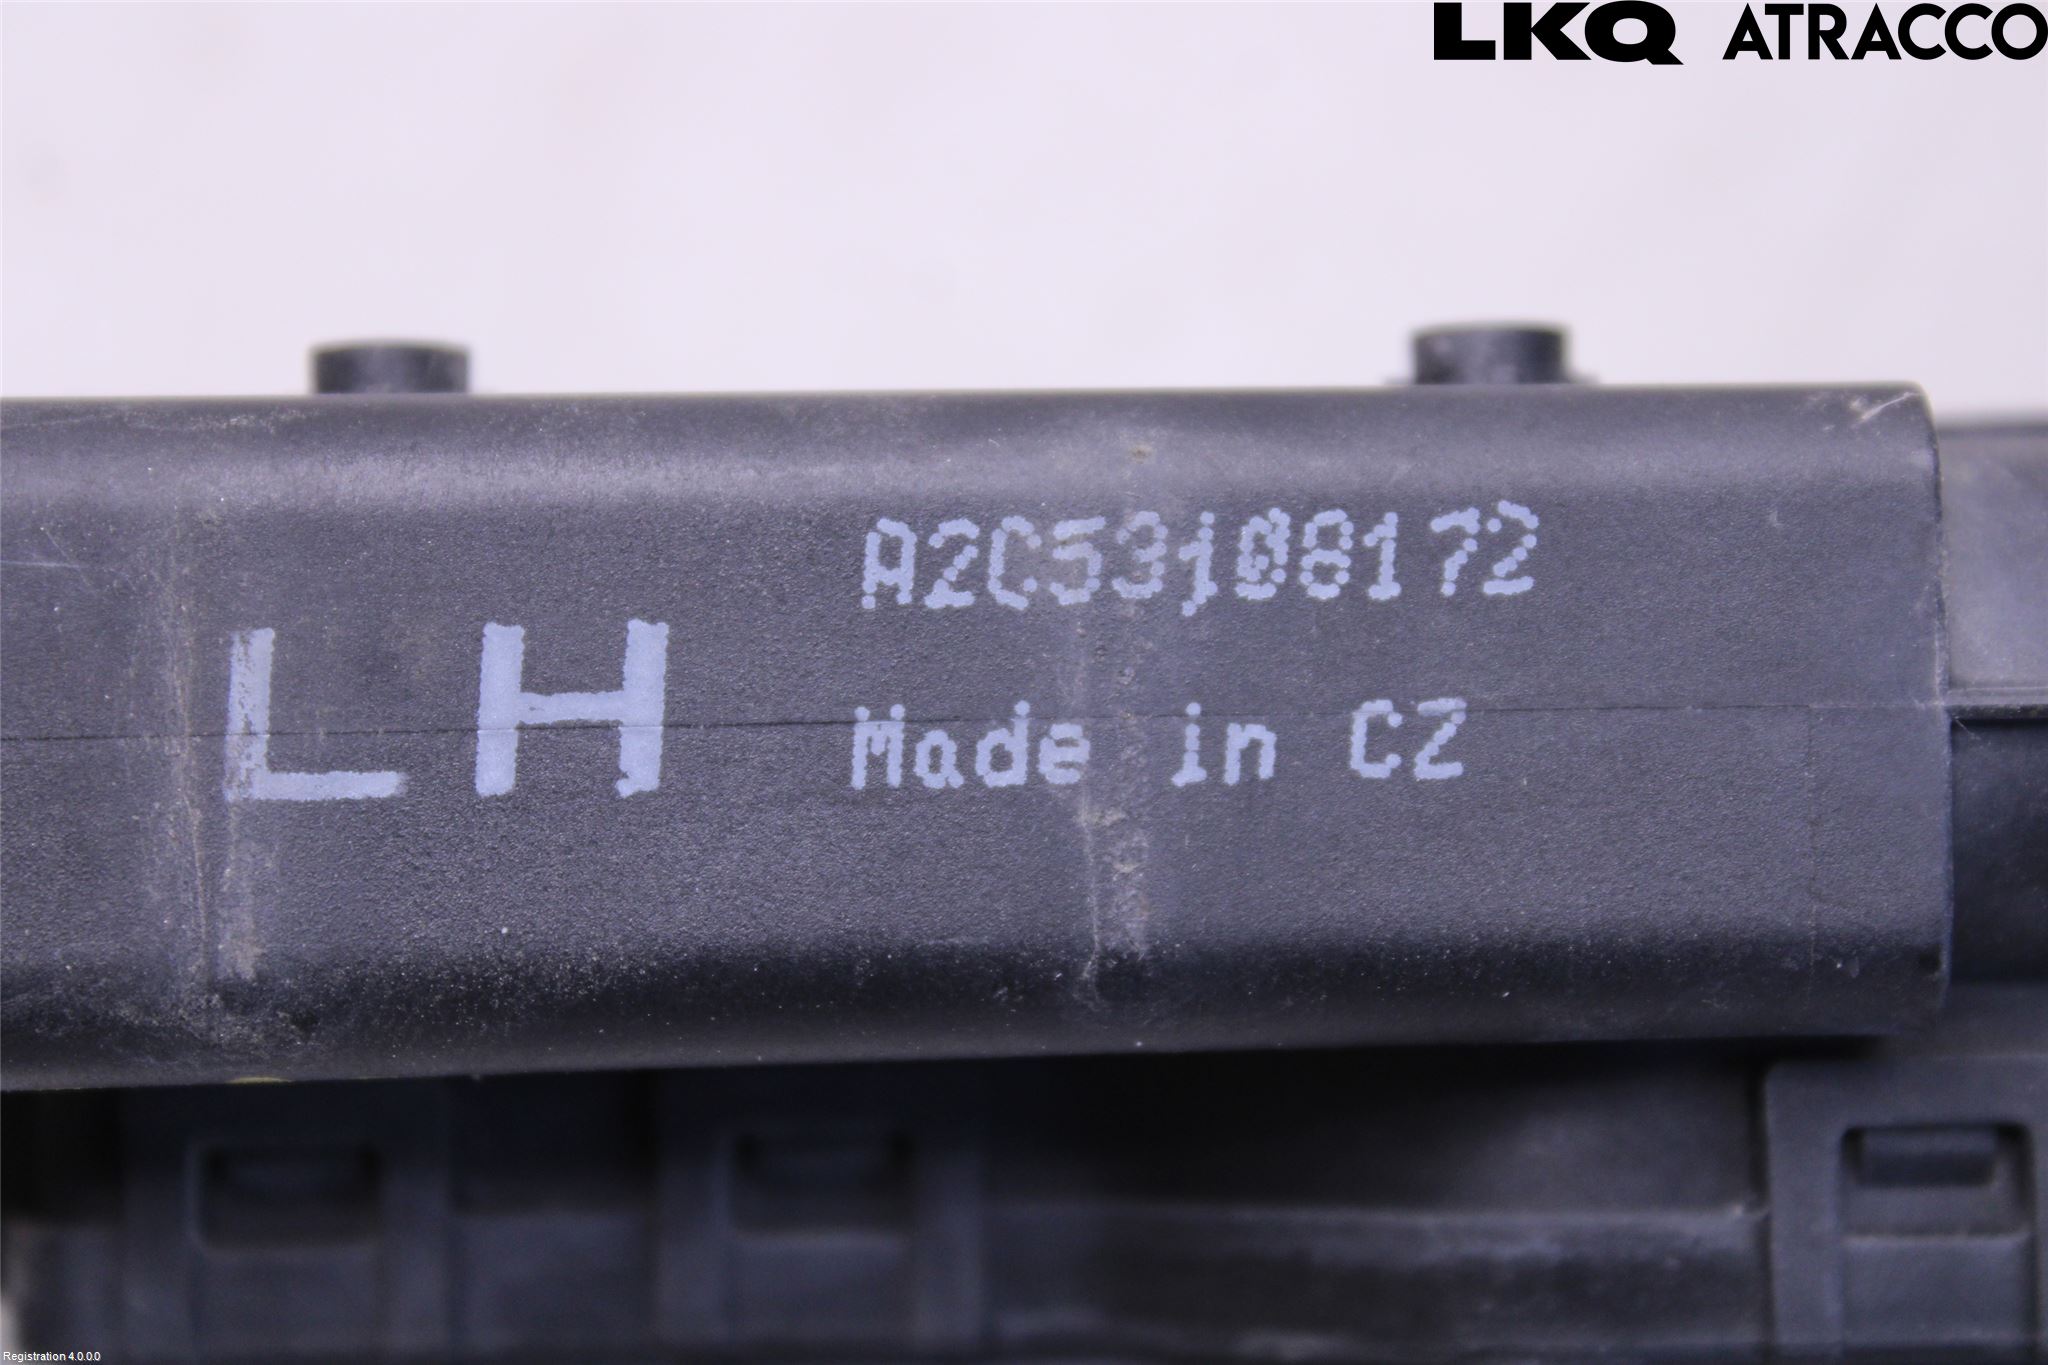 LKQ ATRACCO
A2C53108172
LH
Made in CZ
Registration 4.0.0.0